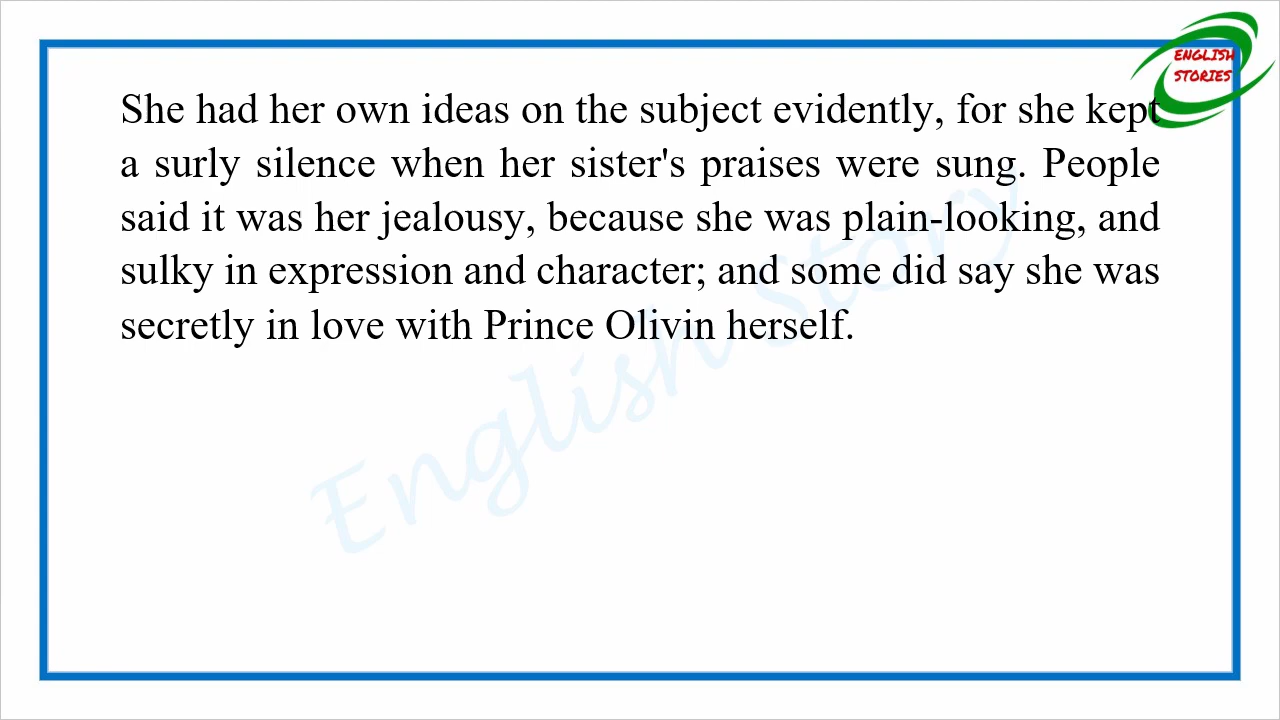 ENGLISH
STORIES
She had her own ideas on the subject evidently, for she kept
a surly silence when her sister's praises were sung. People
said it was her jealousy, because she was plain-looking, and
sulky in expression and character; and some did say she was
secretly in love with Prince Olivin herself.
English Story